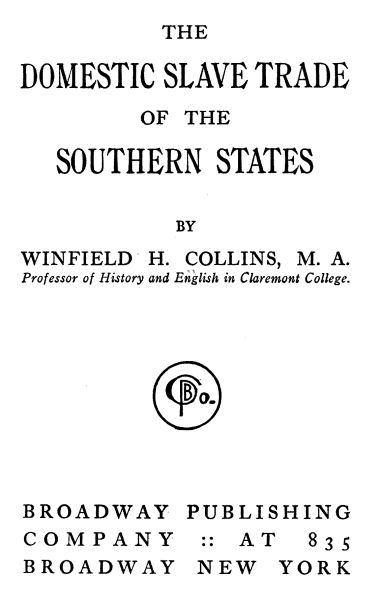 THE
DOMESTIC SLAVE TRADE
OF THE
SOUTHERN STATES
BY
WINFIELD H. COLLINS, M. A.
Professor of History and English in Claremont College.
BPCo.
BROADWAY PUBLISHING
COMPANY :: AT 835
BROADWAY NEW YORK